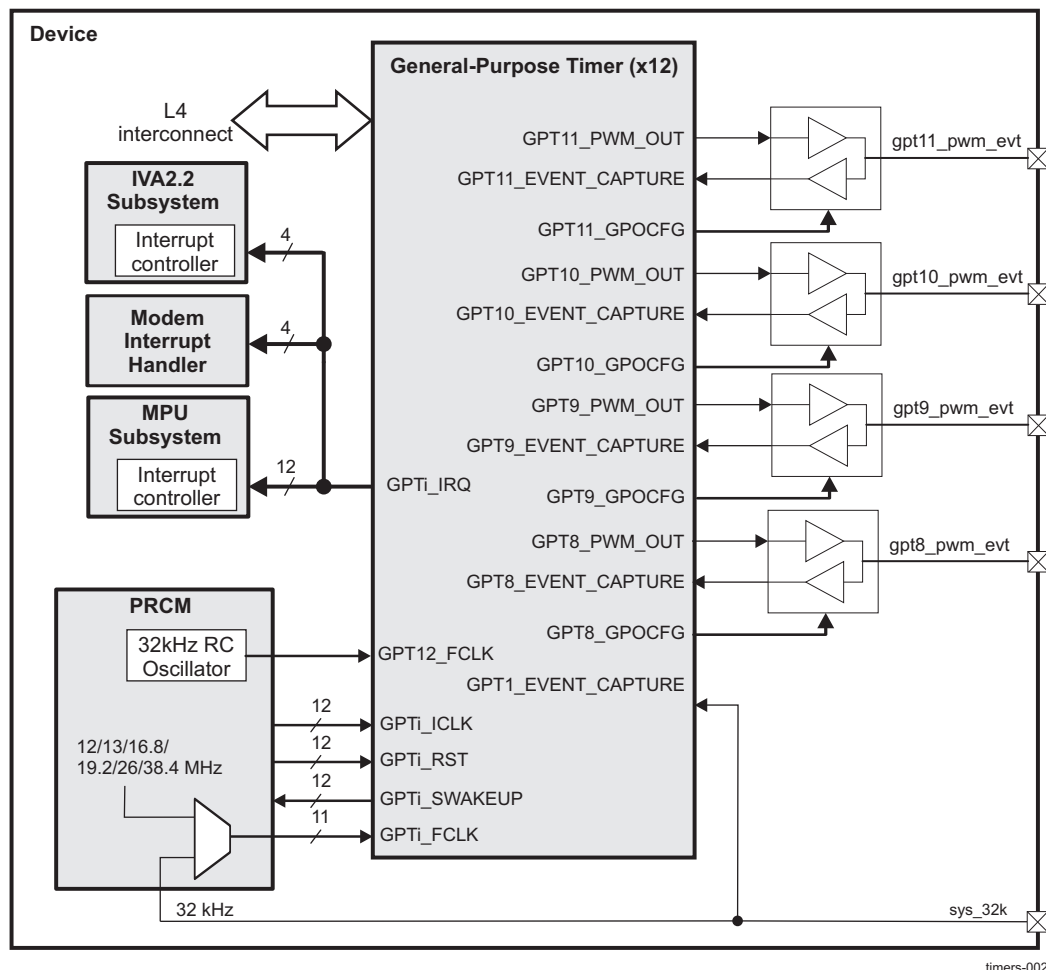 Device
General-Purpose Timer (x12)
L4
interconnect
IVA2.2
Subsystem
Interrupt
controller
4
Modem
Interrupt
Handler
4
MPU
Subsystem
Interrupt
controller
12
GPTi_IRQ
GPT11_PWM_OUT
GPT11_EVENT_CAPTURE
GPT11_GPOCFG
gpt11_pwm_evt
GPT10_PWM_OUT
GPT10_EVENT_CAPTURE
GPT10_GPOCFG
gpt10_pwm_evt
GPT9_PWM_OUT
GPT9_EVENT_CAPTURE
GPT9_GPOCFG
gpt9_pwm_evt
GPT8_PWM_OUT
GPT8_EVENT_CAPTURE
GPT8_GPOCFG
gpt8_pwm_evt
GPT1_EVENT_CAPTURE
PRCM
32kHz RC
Oscillator
GPT12_FCLK
12
GPTi_ICLK
12
GPTi_RST
12
GPTi_SWAKEUP
11
GPTi_FCLK
12/13/16.8/
19.2/26/38.4 MHz
32 kHz
sys_32k
timers-002